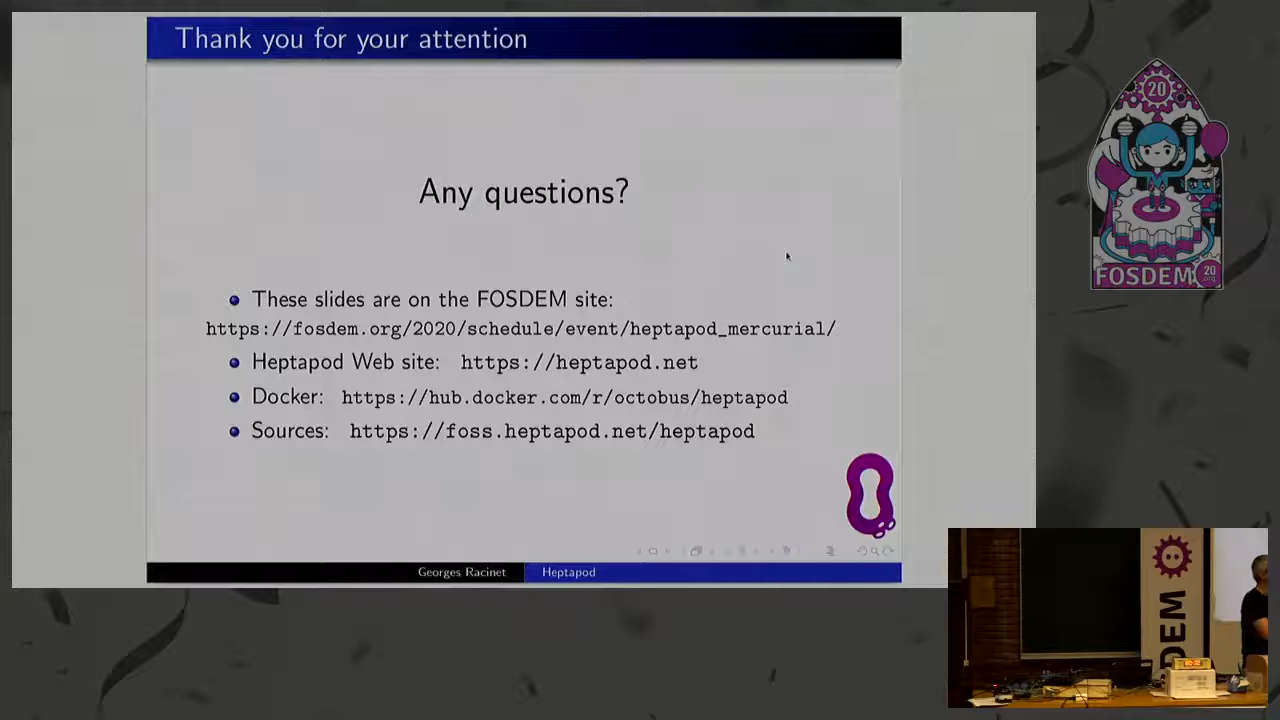 Thank you for your attention
Any questions?
These slides are on the FOSDEM site:
https://fosdem.org/2020/schedule/event/heptapod_mercurial/
Heptapod Web site: https://heptapod.net
Docker: https://hub.docker.com/r/octobus/heptapod
Sources: https://foss.heptapod.net/heptapod
Georges Racinet Heptapod
20
FOSDEM 20
.org
DEM